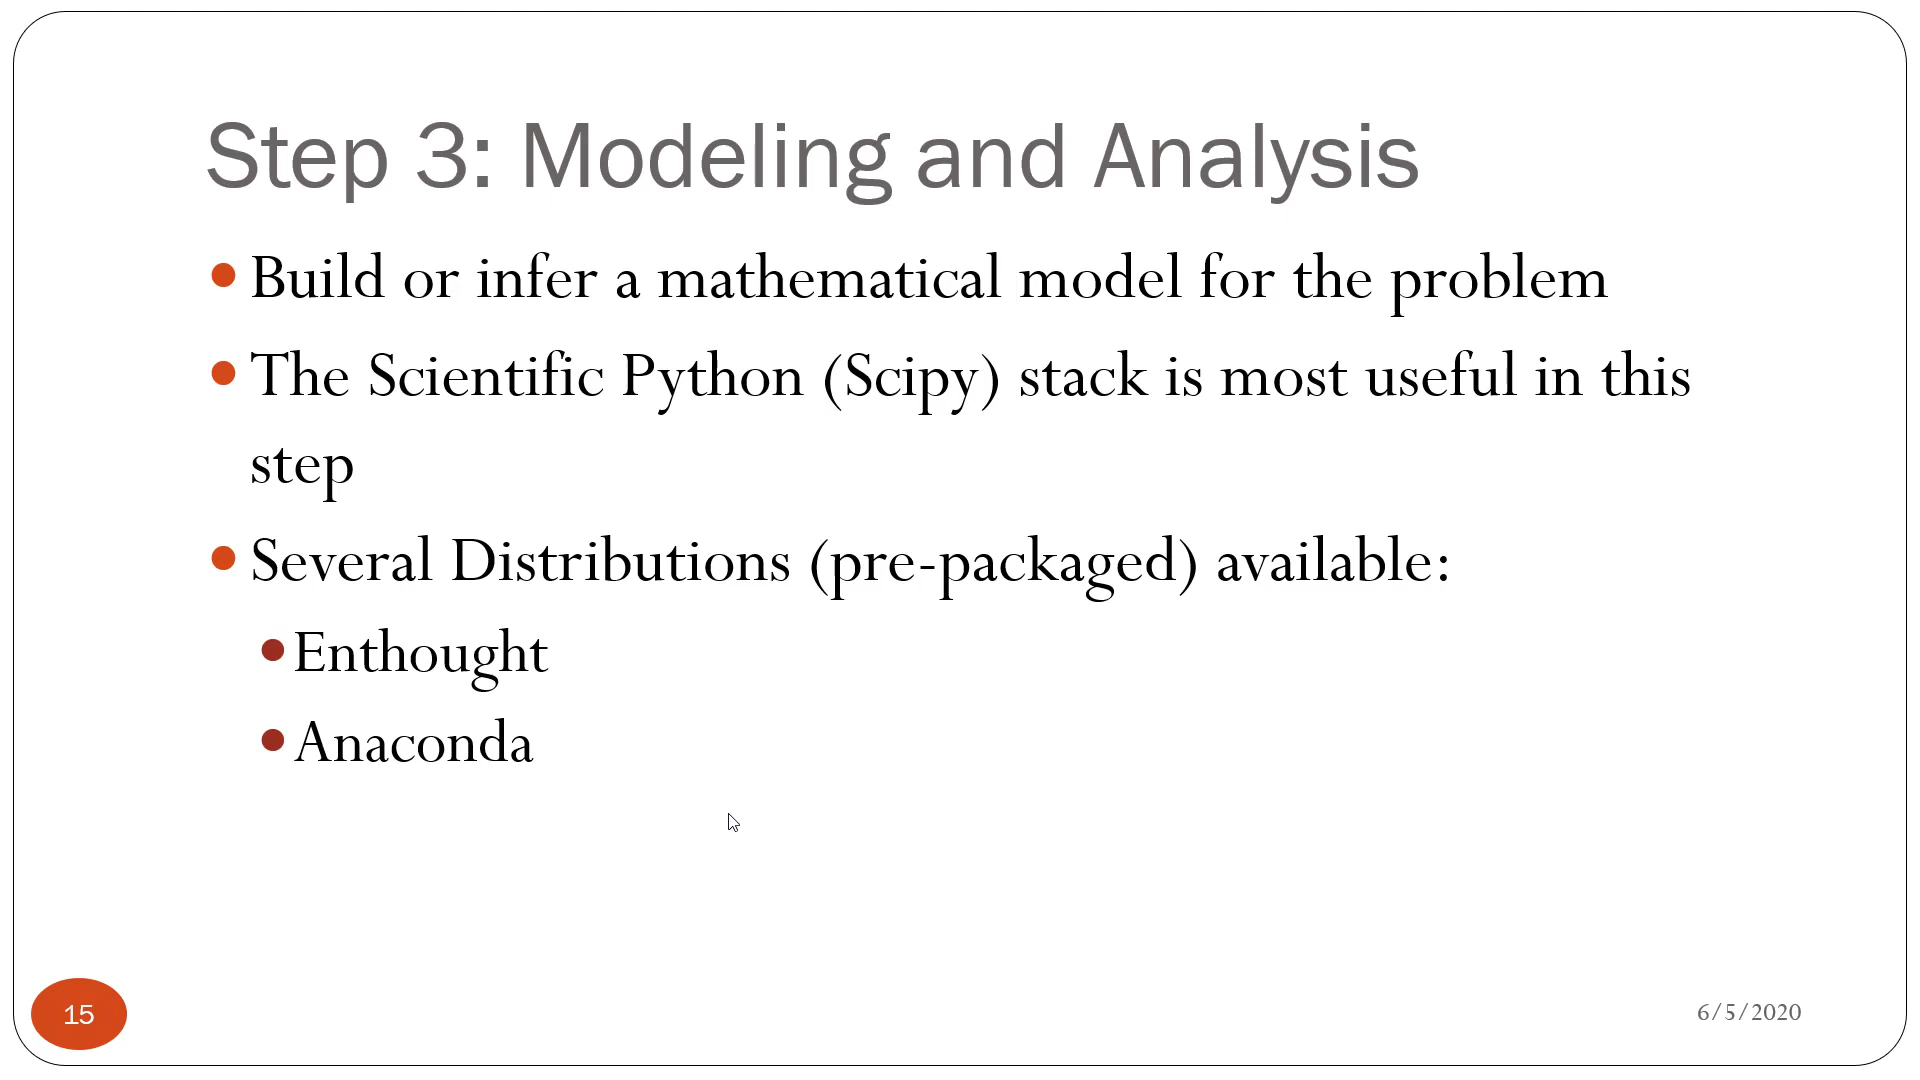 Step 3: Modeling and Analysis
Build or infer a mathematical model for the problem
The Scientific Python (Scipy) stack is most useful in this
step
Several Distributions (pre-packaged) available:
Enthought
Anaconda
15
6/5/2020